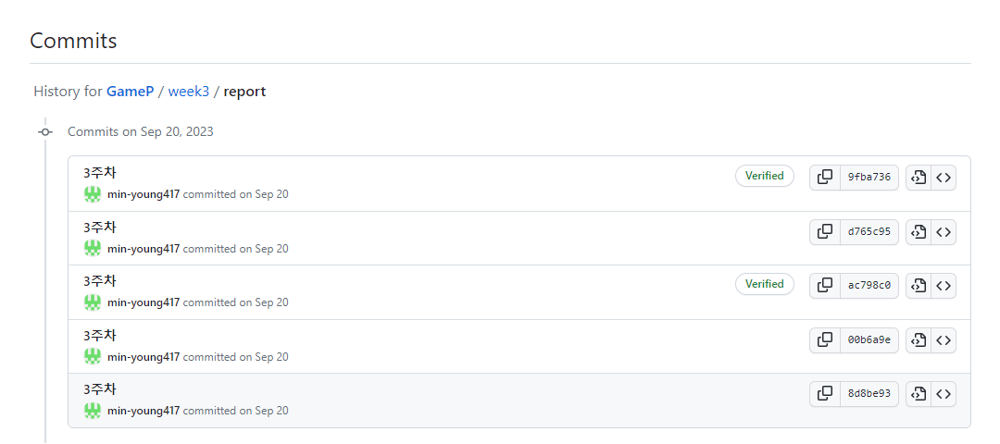 Commits
History for GameP / week3 / report
Commits on Sep 20, 2023
3주차
Verified
9fba736
min-young417 committed on Sep 20
3주차
d765c95
min-young417 committed on Sep 20
3주차
Verified
ac798c0
min-young417 committed on Sep 20
3주차
00b6a9e
min-young417 committed on Sep 20
3주차
8d8be93
min-young417 committed on Sep 20